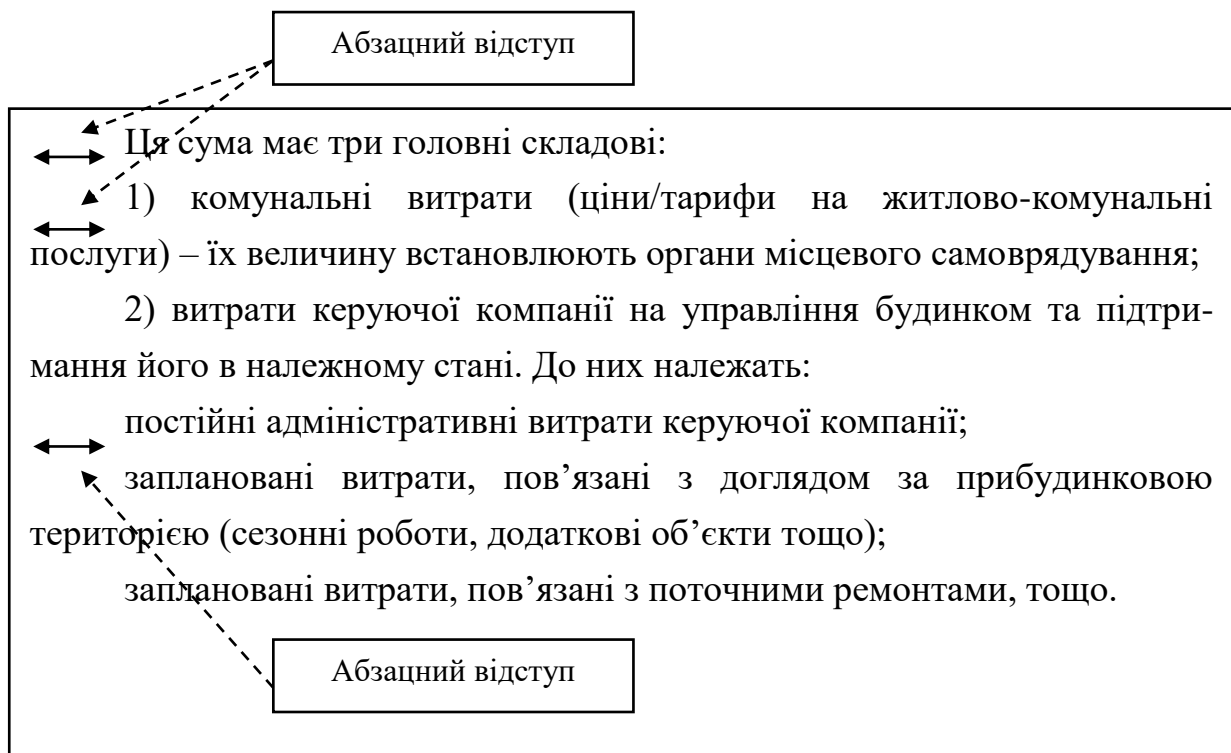 Абзацний відступ
Ця сума має три головні складові:
1) комунальні витрати (ціни/тарифи на житлово-комунальні
послуги) – їх величину встановлюють органи місцевого самоврядування;
2) витрати керуючої компанії на управління будинком та підтри-
мання його в належному стані. До них належать:
постійні адміністративні витрати керуючої компанії;
заплановані витрати, пов’язані з доглядом за прибудинковою
територією (сезонні роботи, додаткові об’єкти тощо);
заплановані витрати, пов’язані з поточними ремонтами, тощо.
Абзацний відступ